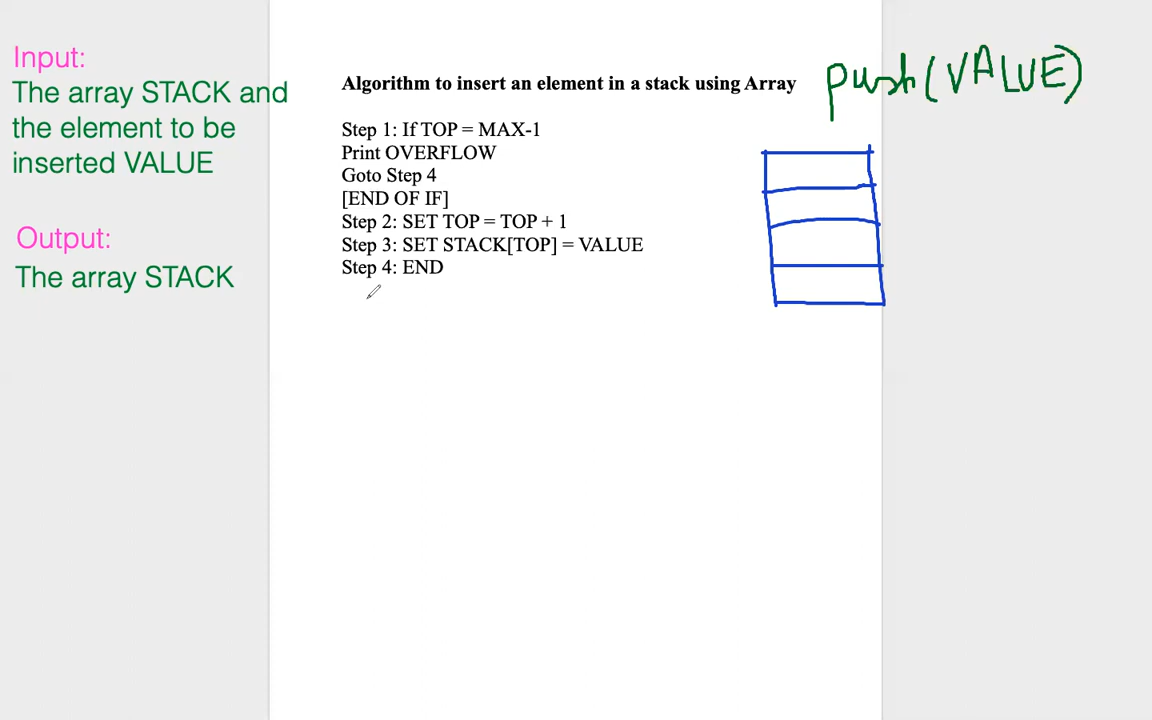 Input:
The array STACK and
the element to be
inserted VALUE
Output:
The array STACK
Algorithm to insert an element in a stack using Array
Step 1: If TOP = MAX-1
Print OVERFLOW
Goto Step 4
[END OF IF]
Step 2: SET TOP = TOP + 1
Step 3: SET STACK[TOP] = VALUE
Step 4: END
push(VALUE)